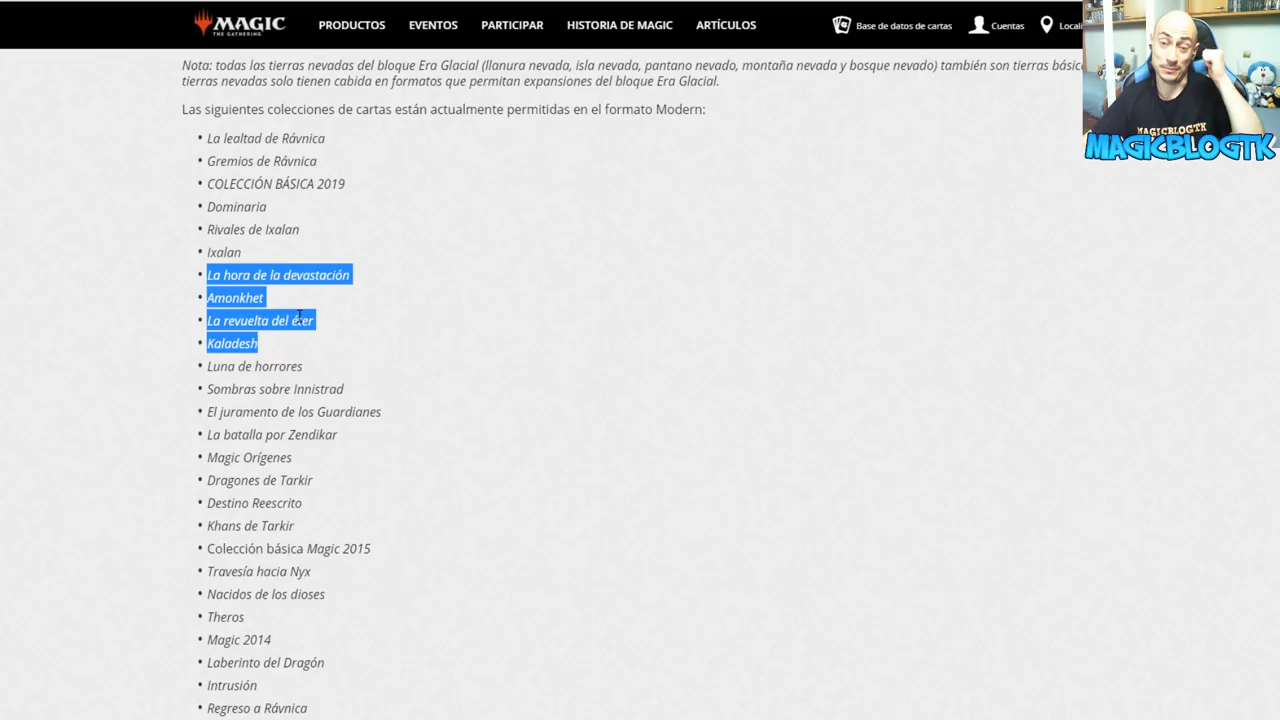 MAGIC
THE GATHERING
PRODUCTOS EVENTOS PARTICIPAR HISTORIA DE MAGIC ARTÍCULOS Base de datos de cartas Cuentas Locali
Nota: todas las tierras nevadas del bloque Era Glacial (llanura nevada, isla nevada, pantano nevado, montaña nevada y bosque nevado) también son tierras básic
tierras nevadas solo tienen cabida en formatos que permitan expansiones del bloque Era Glacial.
Las siguientes colecciones de cartas están actualmente permitidas en el formato Modern:
• La lealtad de Rávnica
• Gremios de Rávnica
• COLECCIÓN BÁSICA 2019
• Dominaria
• Rivales de Ixalan
• Ixalan
• La hora de la devastación
• Amonkhet
• La revuelta del éter
• Kaladesh
• Luna de horrores
• Sombras sobre Innistrad
• El juramento de los Guardianes
• La batalla por Zendikar
• Magic Orígenes
• Dragones de Tarkir
• Destino Reescrito
• Khans de Tarkir
• Colección básica Magic 2015
• Travesía hacia Nyx
• Nacidos de los dioses
• Theros
• Magic 2014
• Laberinto del Dragón
• Intrusión
• Regreso a Rávnica
MAGICBLOGTK
MAGICBLOGTK